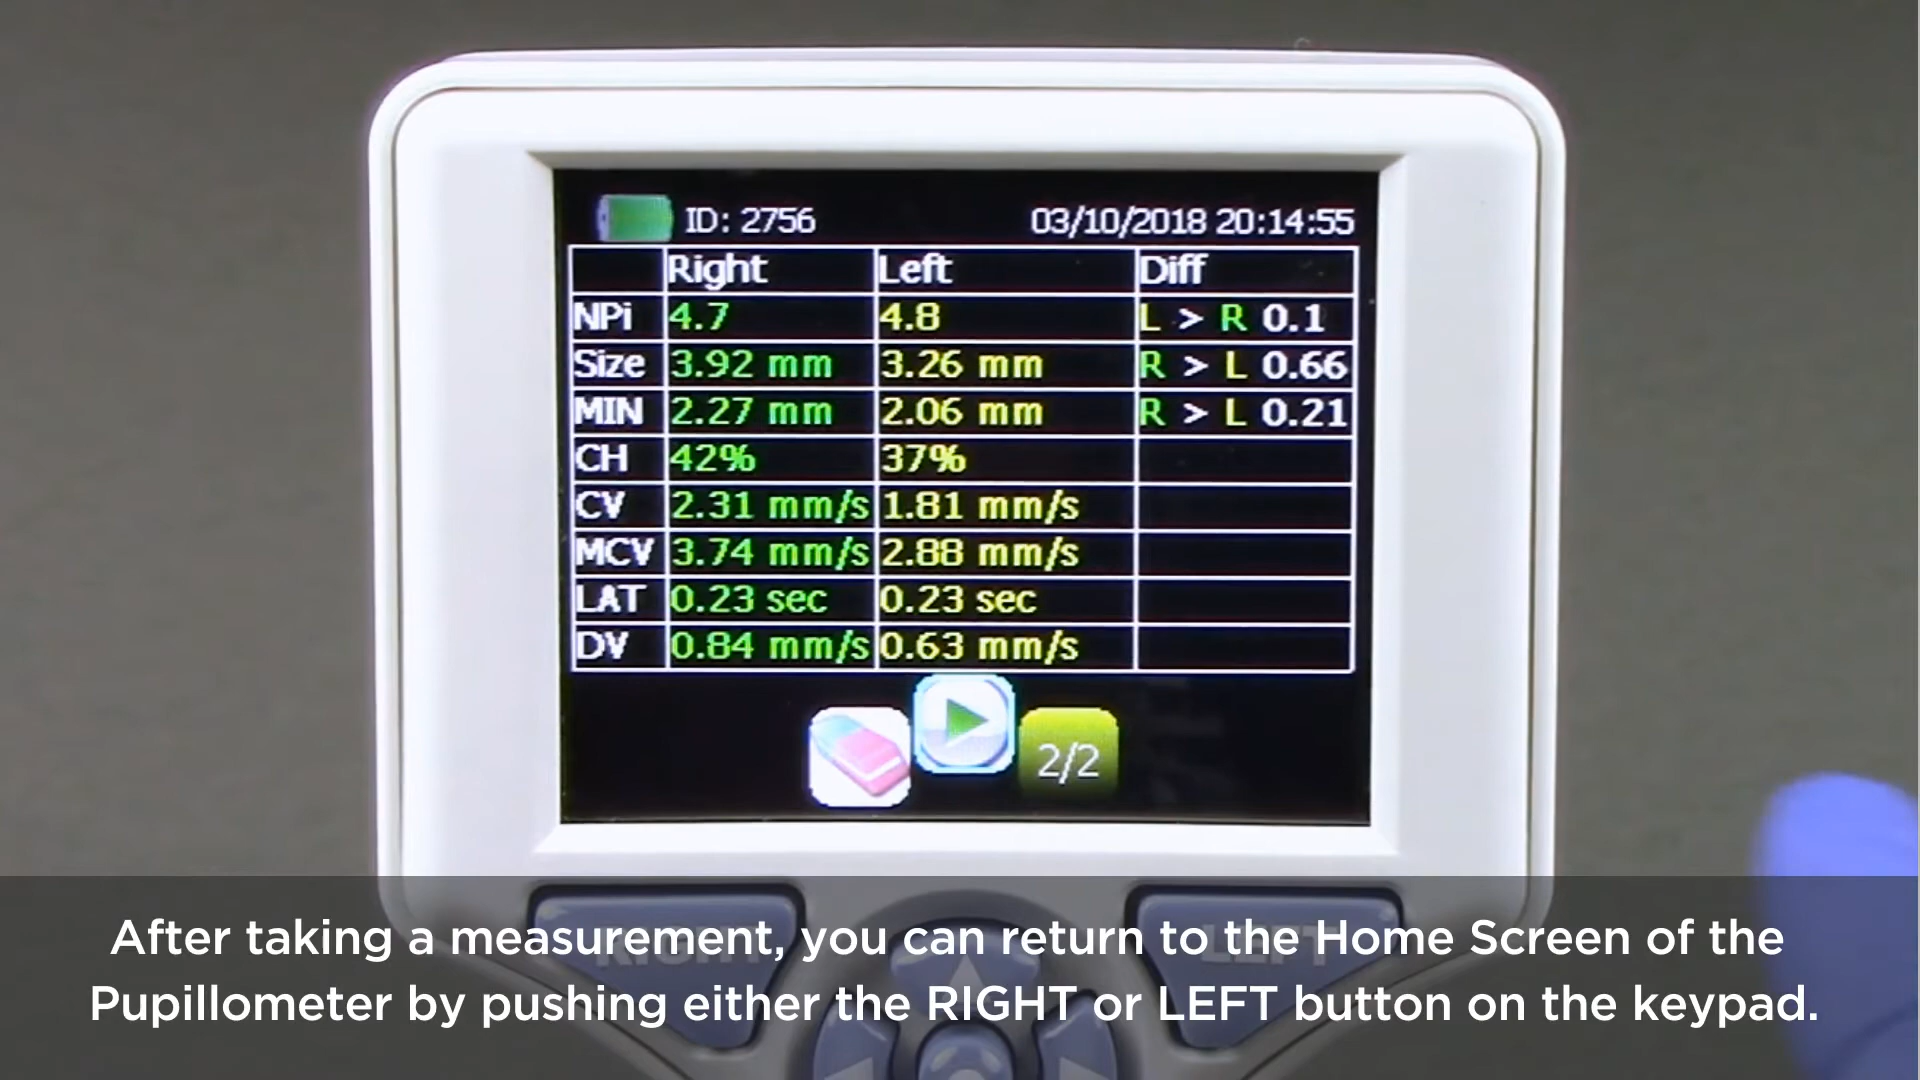 ID: 2756 03/10/2018 20:14:55
Right Left Diff
NPi 4.7 4.8 L > R 0.1
Size 3.92 mm 3.26 mm R > L 0.66
MIN 2.27 mm 2.06 mm R > L 0.21
CH 42% 37%
CV 2.31 mm/s 1.81 mm/s
MCV 3.74 mm/s 2.88 mm/s
LAT 0.23 sec 0.23 sec
DV 0.84 mm/s 0.63 mm/s
2/2
RIGHT LEFT
After taking a measurement, you can return to the Home Screen of the
Pupillometer by pushing either the RIGHT or LEFT button on the keypad.